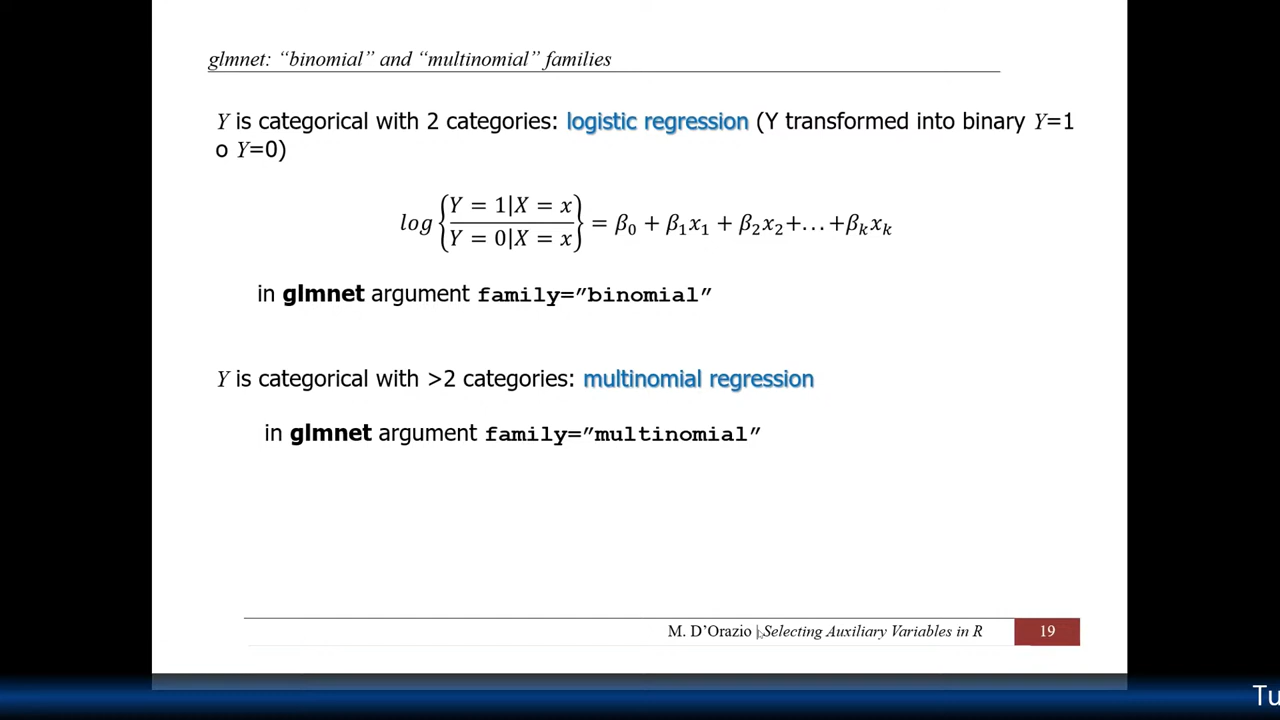 glmnet: “binomial” and “multinomial” families
Y is categorical with 2 categories: logistic regression (Y transformed into binary Y=1
o Y=0)
log {Y = 1|X = x / Y = 0|X = x} = β₀ + β₁x₁ + β₂x₂+…+βₖxₖ
in glmnet argument family=”binomial”
Y is categorical with >2 categories: multinomial regression
in glmnet argument family=”multinomial”
M. D’Orazio | Selecting Auxiliary Variables in R 19
Tu